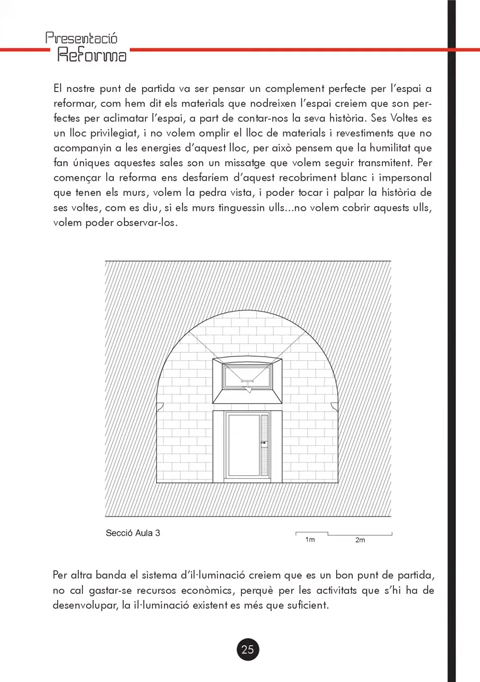 Presentació
Reforma
El nostre punt de partida va ser pensar un complement perfecte per l'espai a
reformar, com hem dit els materials que nodreixen l'espai creiem que son per-
fectes per aclimatar l'espai, a part de contar-nos la seva història. Ses Voltes es
un lloc privilegiat, i no volem omplir el lloc de materials i revestiments que no
acompanyin a les energies d'aquest lloc, per això pensem que la humilitat que
fan úniques aquestes sales son un missatge que volem seguir transmitent. Per
començar la reforma ens desfaríem d'aquest recobriment blanc i impersonal
que tenen els murs, volem la pedra vista, i poder tocar i palpar la història de
ses voltes, com es diu, si els murs tinguessin ulls...no volem cobrir aquests ulls,
volem poder observar-los.
Secció Aula 3
1m 2m
Per altra banda el sistema d'il·luminació creiem que es un bon punt de partida,
no cal gastar-se recursos econòmics, perquè per les activitats que s'hi ha de
desenvolupar, la il·luminació existent es més que suficient.
25